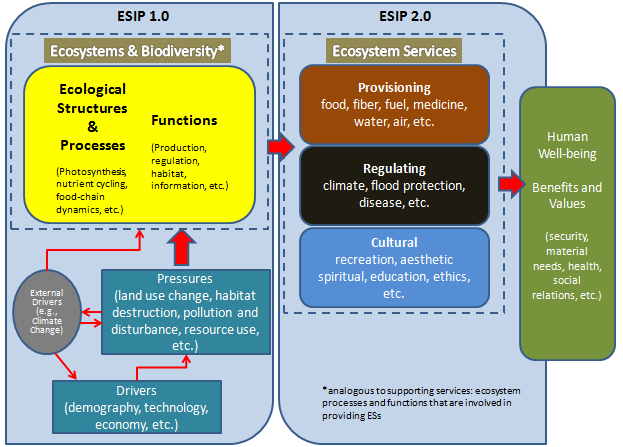 ESIP 1.0
Ecosystems & Biodiversity*
Ecological
Structures
&
Processes
(Photosynthesis,
nutrient cycling,
food-chain
dynamics, etc.)
Functions
(Production,
regulation,
habitat,
information, etc.)
External
Drivers
(e.g.,
Climate
Change)
Pressures
(land use change, habitat
destruction, pollution and
disturbance, resource use,
etc.)
Drivers
(demography, technology,
economy, etc.)
ESIP 2.0
Ecosystem Services
Provisioning
food, fiber, fuel, medicine,
water, air, etc.
Regulating
climate, flood protection,
disease, etc.
Cultural
recreation, aesthetic
spiritual, education, ethics,
etc.
*analogous to supporting services: ecosystem
processes and functions that are involved in
providing ESs
Human
Well-being
Benefits and
Values
(security,
material
needs, health,
social
relations, etc.)